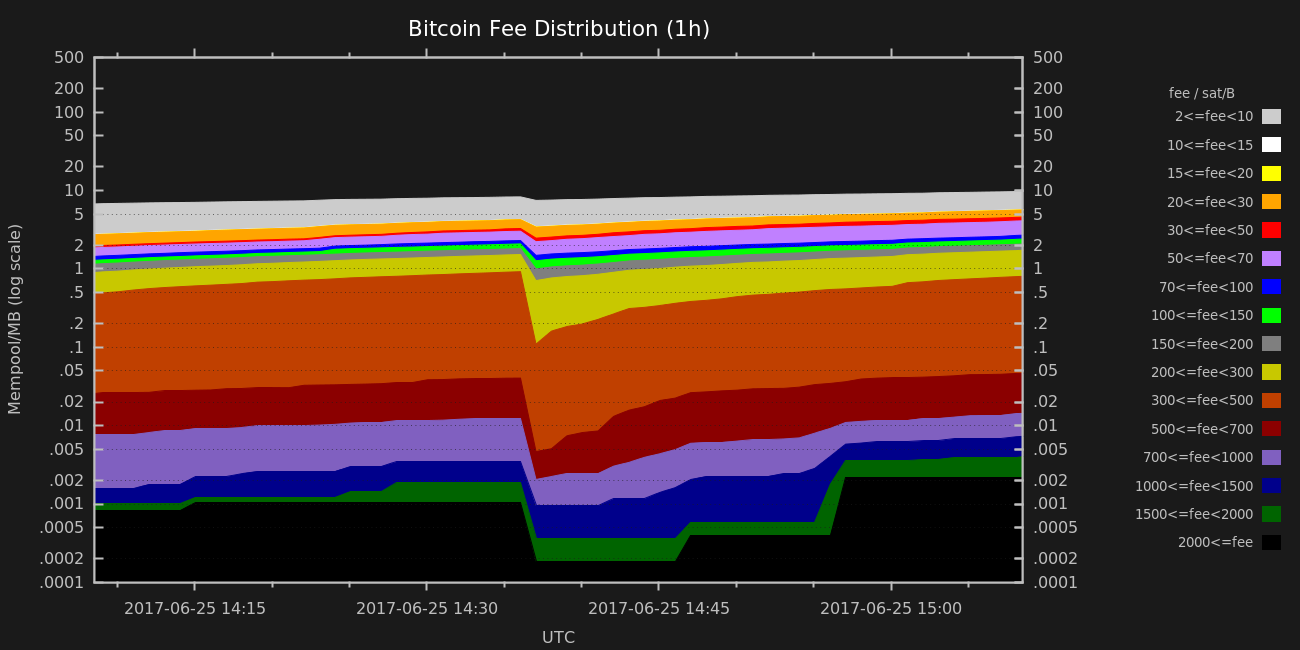 Bitcoin Fee Distribution (1h)
Mempool/MB (log scale)
500
200
100
50
20
10
5
2
1
.5
.2
.1
.05
.02
.01
.005
.002
.001
.0005
.0002
.0001
500
200
100
50
20
10
5
2
1
.5
.2
.1
.05
.02
.01
.005
.002
.001
.0005
.0002
.0001
2017-06-25 14:15
2017-06-25 14:30
2017-06-25 14:45
2017-06-25 15:00
UTC
fee / sat/B
2<=fee<10
10<=fee<15
15<=fee<20
20<=fee<30
30<=fee<50
50<=fee<70
70<=fee<100
100<=fee<150
150<=fee<200
200<=fee<300
300<=fee<500
500<=fee<700
700<=fee<1000
1000<=fee<1500
1500<=fee<2000
2000<=fee